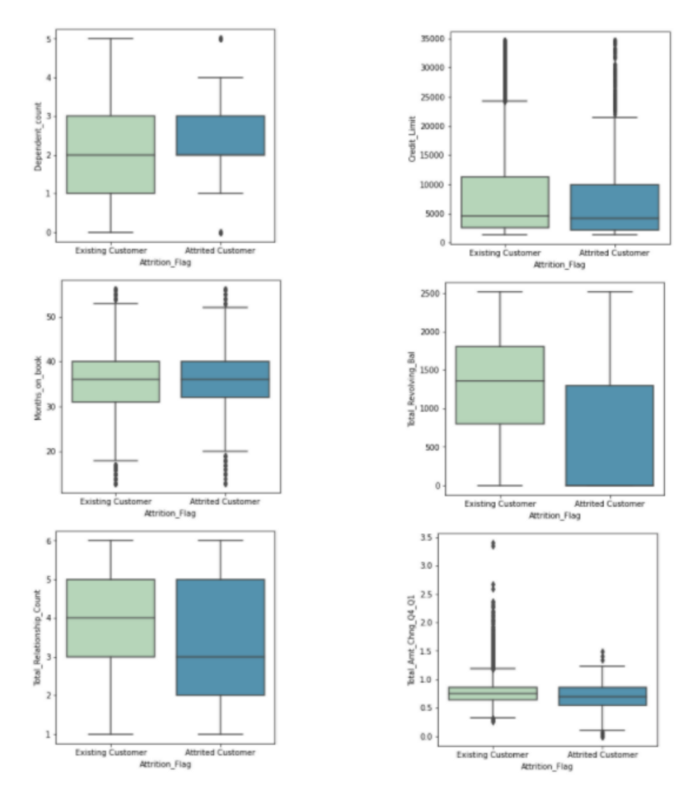 Dependent_count
5
4
3
2
1
0
Existing Customer Attrited Customer
Attrition_Flag
Credit_Limit
35000
30000
25000
20000
15000
10000
5000
0
Existing Customer Attrited Customer
Attrition_Flag
Months_on_book
50
40
30
20
Existing Customer Attrited Customer
Attrition_Flag
Total_Revolving_Bal
2500
2000
1500
1000
500
0
Existing Customer Attrited Customer
Attrition_Flag
Total_Relationship_Count
6
5
4
3
2
1
Existing Customer Attrited Customer
Attrition_Flag
Total_Amt_Chng_Q4_Q1
3.5
3.0
2.5
2.0
1.5
1.0
0.5
0.0
Existing Customer Attrited Customer
Attrition_Flag